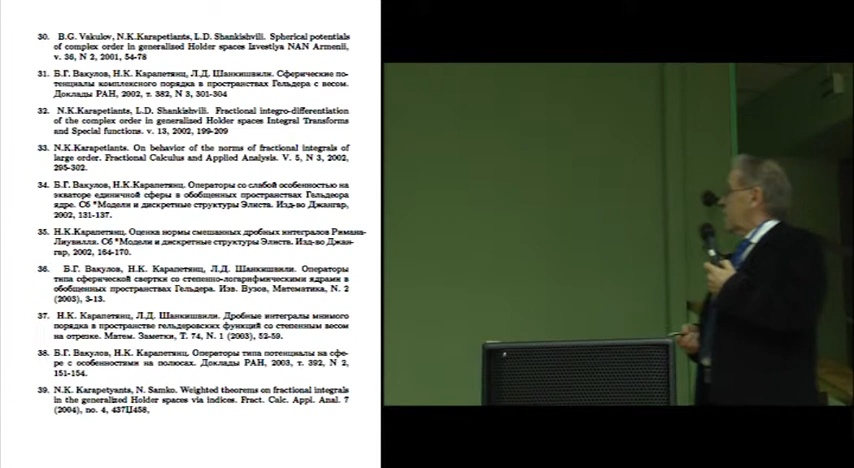 30. B.G. Vakulov, N.K.Karapetiants, L.D. Shankishvili. Spherical potentials
of complex order in generalized Holder spaces Izvestiya NAN Armenii,
v. 36, N 2, 2001, 54-78
31. Б.Г. Вакулов, Н.К. Карапетянц, Л.Д. Шанкишвили. Сферические по-
тенциалы комплексного порядка в пространствах Гельдера с весом.
Доклады РАН, 2002, т. 382, N 3, 301-304
32. N.K.Karapetiants, L.D. Shankishvili. Fractional integro-differentiation
of the complex order in generalized Holder spaces Integral Transforms
and Special functions. v. 13, 2002, 199-209
33. N.K.Karapetiants. On behavior of the norms of fractional integrals of
large order. Fractional Calculus and Applied Analysis. V. 5, N 3, 2002,
295-302.
34. Б.Г. Вакулов, Н.К.Карапетянц. Операторы со слабой особенностью на
экваторе единичной сферы в обобщенных пространствах Гельдеора
ядре. Сб "Модели и дискретные структуры Элиста. Изд-во Джангар,
2002, 131-137.
35. Н.К.Карапетянц. Оценка нормы смешанных дробных интегралов Римана-
Лиувилля. Сб "Модели и дискретные структуры Элиста. Изд-во Джан-
гар, 2002, 164-170.
36. Б.Г. Вакулов, Н.К. Карапетянц, Л.Д. Шанкишвили. Операторы
типа сферической свертки со степенно-логарифмическими ядрами в
обобщенных пространствах Гельдера. Изв. Вузов, Математика, N. 2
(2003), 3-13.
37. Н.К. Карапетянц, Л.Д. Шанкишвили. Дробные интегралы мнимого
порядка в пространстве гельдеровских функций со степенным весом
на отрезке. Матем. Заметки, Т. 74, N. 1 (2003), 52-59.
38. Б.Г. Вакулов, Н.К. Карапетянц. Операторы типа потенциалы на сфе-
ре с особенностями на полюсах. Доклады РАН, 2003, т. 392, N 2,
151-154.
39. N.K. Karapetyants, N. Samko. Weighted theorems on fractional integrals
in the generalized Holder spaces via indices. Fract. Calc. Appl. Anal. 7
(2004), no. 4, 437Ц458,